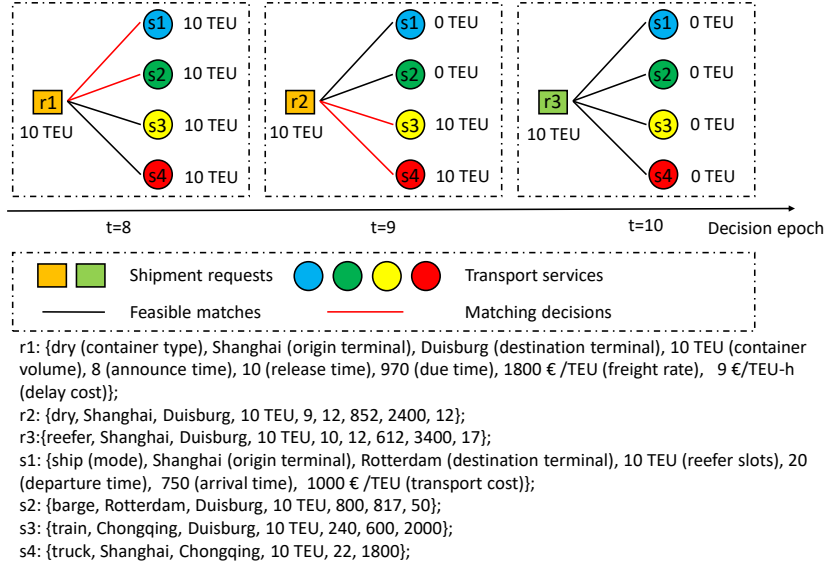 s1 10 TEU s1 0 TEU s1 0 TEU
s2 10 TEU s2 0 TEU s2 0 TEU
r1 r2 r3
10 TEU s3 10 TEU 10 TEU s3 10 TEU 10 TEU s3 0 TEU
s4 10 TEU s4 10 TEU s4 0 TEU
t=8 t=9 t=10 Decision epoch
Shipment requests Transport services
Feasible matches Matching decisions
r1: {dry (container type), Shanghai (origin terminal), Duisburg (destination terminal), 10 TEU (container
volume), 8 (announce time), 10 (release time), 970 (due time), 1800 € /TEU (freight rate), 9 €/TEU-h
(delay cost)};
r2: {dry, Shanghai, Duisburg, 10 TEU, 9, 12, 852, 2400, 12};
r3:{reefer, Shanghai, Duisburg, 10 TEU, 10, 12, 612, 3400, 17};
s1: {ship (mode), Shanghai (origin terminal), Rotterdam (destination terminal), 10 TEU (reefer slots), 20
(departure time), 750 (arrival time), 1000 € /TEU (transport cost)};
s2: {barge, Rotterdam, Duisburg, 10 TEU, 800, 817, 50};
s3: {train, Chongqing, Duisburg, 10 TEU, 240, 600, 2000};
s4: {truck, Shanghai, Chongqing, 10 TEU, 22, 1800};